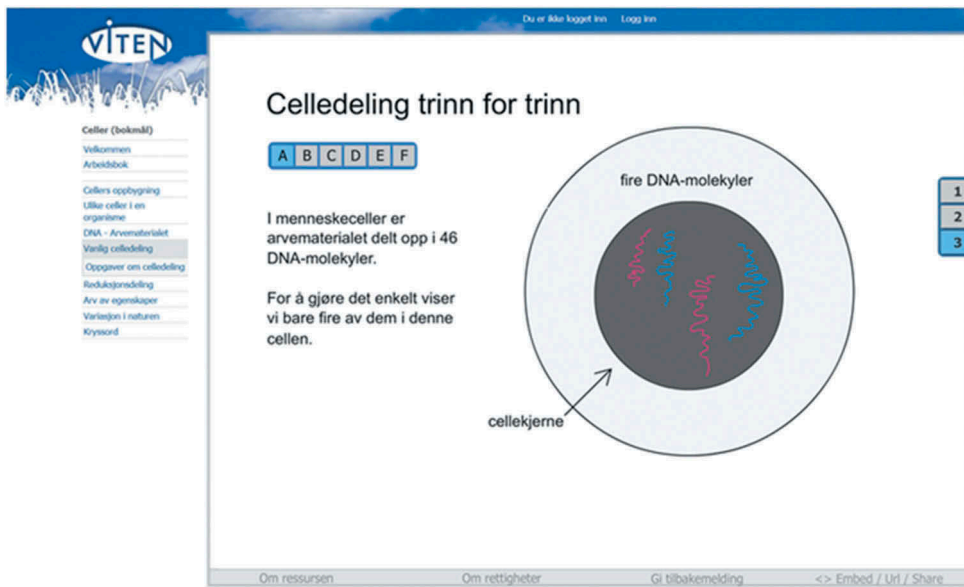 Du er ikke logget inn Logg inn
VITEN
Celler (bokmål)
Velkommen
Arbeidsbok
Cellers oppbygning
Ulike celler i en
organisme
DNA - Arvematerialet
Vanlig celledeling
Oppgaver om celledeling
Reduksjonsdeling
Arv av egenskaper
Variasjon i naturen
Kryssord
Celledeling trinn for trinn
A B C D E F
I menneskeceller er
arvematerialet delt opp i 46
DNA-molekyler.
For å gjøre det enkelt viser
vi bare fire av dem i denne
cellen.
fire DNA-molekyler
cellekjerne
1
2
3
Om ressursen Om rettigheter Gi tilbakemelding <> Embed / Url / Share